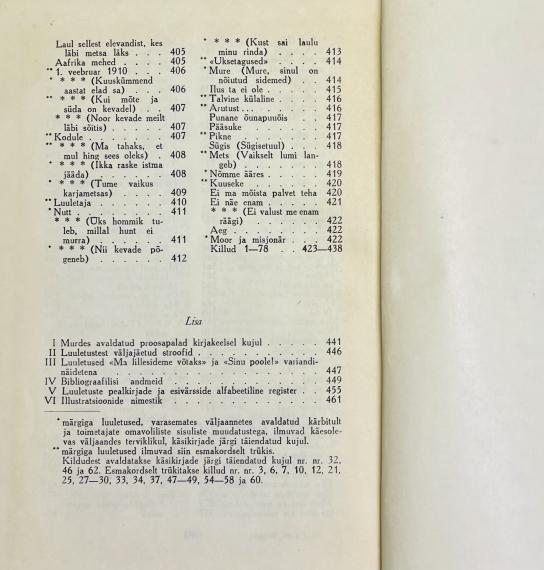 Laul sellest elevandist, kes
läbi metsa läks . . . 405
Aafrika mehed . . . . 405
** 1. veebruar 1910 . . . 406
* * * * (Kuuskümmend
aastat elad sa) . . . 406
** * * * (Kui mõte ja
süda on kevadel) . . 407
* * * (Noor kevade meilt
läbi sõitis) . . . . . 407
** Kodule . . . . . . . 407
** * * * (Ma tahaks, et
mul hing sees oleks) . 408
* * * * (Ikka raske istma
jääda) . . . . . . . 408
* * * * (Tume vaikus
karjametsas) . . . . 409
** Luuletaja . . . . . . 410
* Nutt . . . . . . . . 411
* * * (Üks hommik tu-
leb, millal hunt ei
murra) . . . . . . . 411
* * * * (Nii kevade põ-
geneb) . . . . . . . 412
* * * * (Kust sai laulu
minu rinda) . . . . . 413
** «Uksetagused» . . . . 414
* Mure (Mure, sinul on
nõiutud sidemed) . . 414
Ilus ta ei ole . . . . . 415
** Talvine külaline . . . . 416
** Arutust . . . . . . . . 416
Punane õunapuuõis . . 417
Pääsuke . . . . . . . 417
** Pikne . . . . . . . . 417
Sügis (Sügisetuul) . . . 418
** Mets (Vaikselt lumi lan-
geb) . . . . . . . . 418
* Nõmme ääres . . . . . 419
** Kuuseke . . . . . . . 420
Ei ma mõista palvet teha 420
Ei näe enam . . . . . 421
* * * (Ei valust me enam
räägi) . . . . . . . 422
Aeg . . . . . . . . . 422
* Moor ja misjonär . . . 422
Killud 1—78 . . . 423—438
Lisa
I Murdes avaldatud proosapalad kirjakeelsel kujul . . . . . 441
II Luuletustest väljajäetud stroofid . . . . . . . . . . . 446
III Luuletused «Ma lillesideme võtaks» ja «Sinu poole!» variandi-
näidetena . . . . . . . . . . . . . . . . . . . 447
IV Bibliograafilisi andmeid . . . . . . . . . . . . . . 449
V Luuletuste pealkirjade ja esivärsside alfabeetiline register . . 455
VI Illustratsioonide nimestik . . . . . . . . . . . . . 461
* märgiga luuletused, varasemates väljaannetes avaldatud kärbitult
ja toimetajate omavoliliste sisuliste muudatustega, ilmuvad käesole-
vas väljaandes terviklikul, käsikirjade järgi täiendatud kujul.
** märgiga luuletused ilmuvad siin esmakordselt trükis.
Kildudest avaldatakse käsikirjade järgi täiendatud kujul nr. nr. 32,
46 ja 62. Esmakordselt trükitakse killud nr. nr. 3, 6, 7, 10, 12, 21,
25, 27—30, 33, 34, 37, 47—49, 54—58 ja 60.